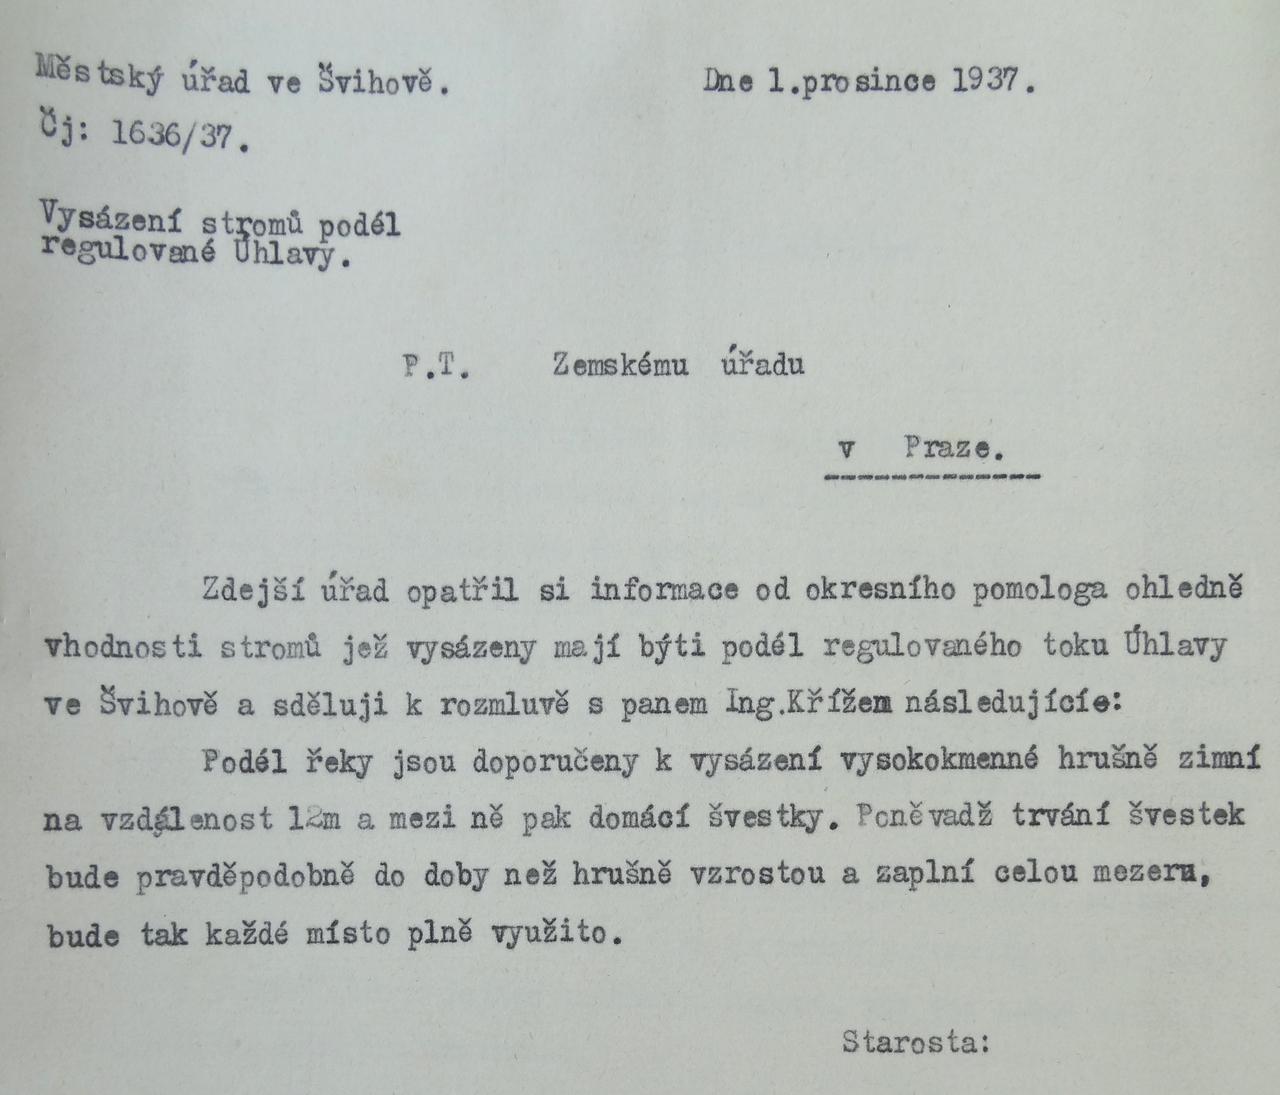 Městský úřad ve Švihově.
Dne 1.prosince 1937.
Čj: 1636/37.
Vysázení stromů podél
regulované Úhlavy.
P.T. Zemskému úřadu
v Praze.
Zdejší úřad opatřil si informace od okresního pomologa ohledně
vhodnosti stromů jež vysázeny mají býti podél regulovaného toku Úhlavy
ve Švihově a sděluji k rozmluvě s panem Ing.Křížem následujícíe:
Podél řeky jsou doporučeny k vysázení vysokokmenné hrušně zimní
na vzdálenost 12m a mezi ně pak domácí švestky. Poněvadž trvání švestek
bude pravděpodobně do doby než hrušně vzrostou a zaplní celou mezeru,
bude tak každé místo plně využito.
Starosta: